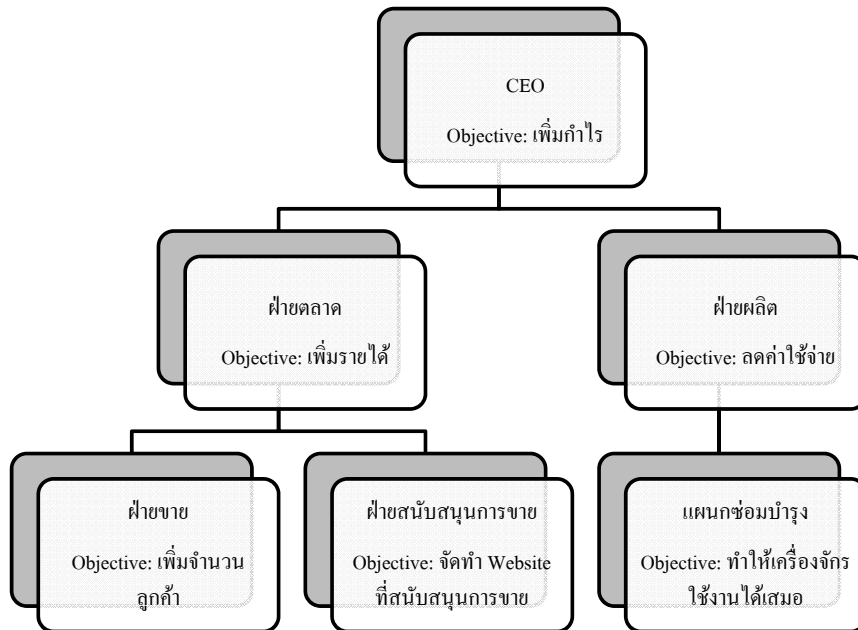 CEO
Objective: เพิ่มกำไร
ฝ่ายตลาด
Objective: เพิ่มรายได้
ฝ่ายผลิต
Objective: ลดค่าใช้จ่าย
ฝ่ายขาย
Objective: เพิ่มจำนวน
ลูกค้า
ฝ่ายสนับสนุนการขาย
Objective: จัดทำ Website
ที่สนับสนุนการขาย
แผนกซ่อมบำรุง
Objective: ทำให้เครื่องจักร
ใช้งานได้เสมอ